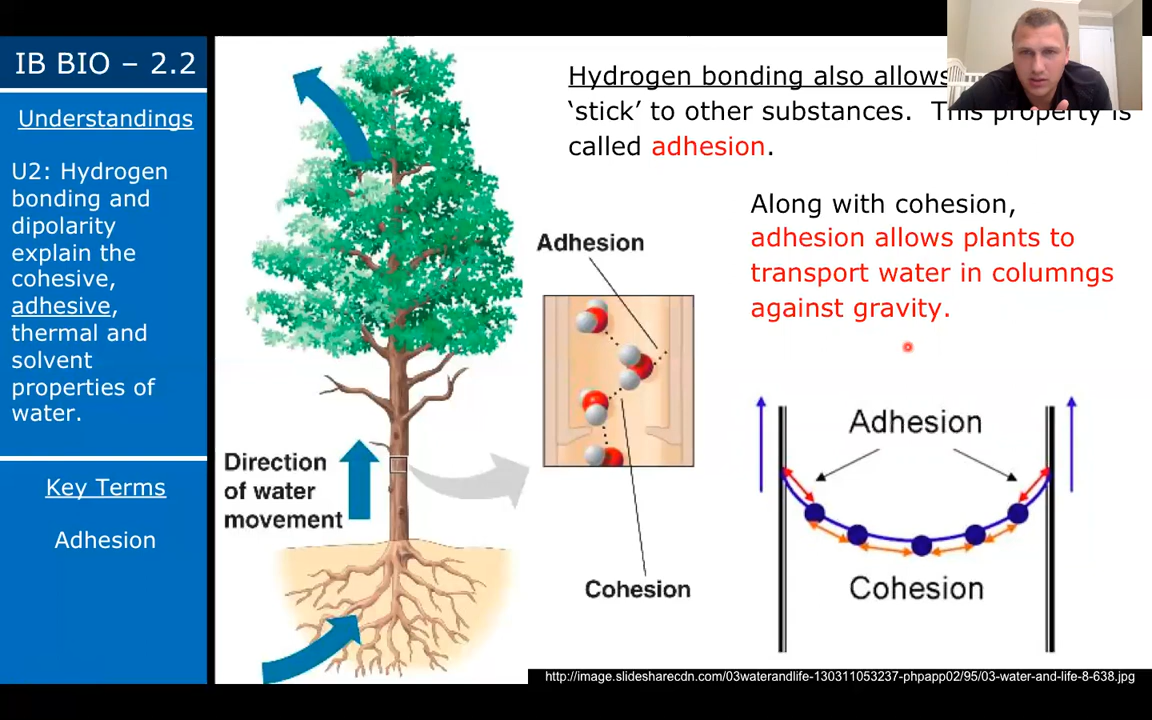 IB BIO – 2.2
Understandings
U2: Hydrogen
bonding and
dipolarity
explain the
cohesive,
adhesive,
thermal and
solvent
properties of
water.
Key Terms
Adhesion
Hydrogen bonding also allows
‘stick’ to other substances. This property is
called adhesion.
Along with cohesion,
adhesion allows plants to
transport water in columngs
against gravity.
Adhesion
Cohesion
Direction
of water
movement
Adhesion
Cohesion
http://image.slidesharecdn.com/03waterandlife-130311053237-phpapp02/95/03-water-and-life-8-638.jpg